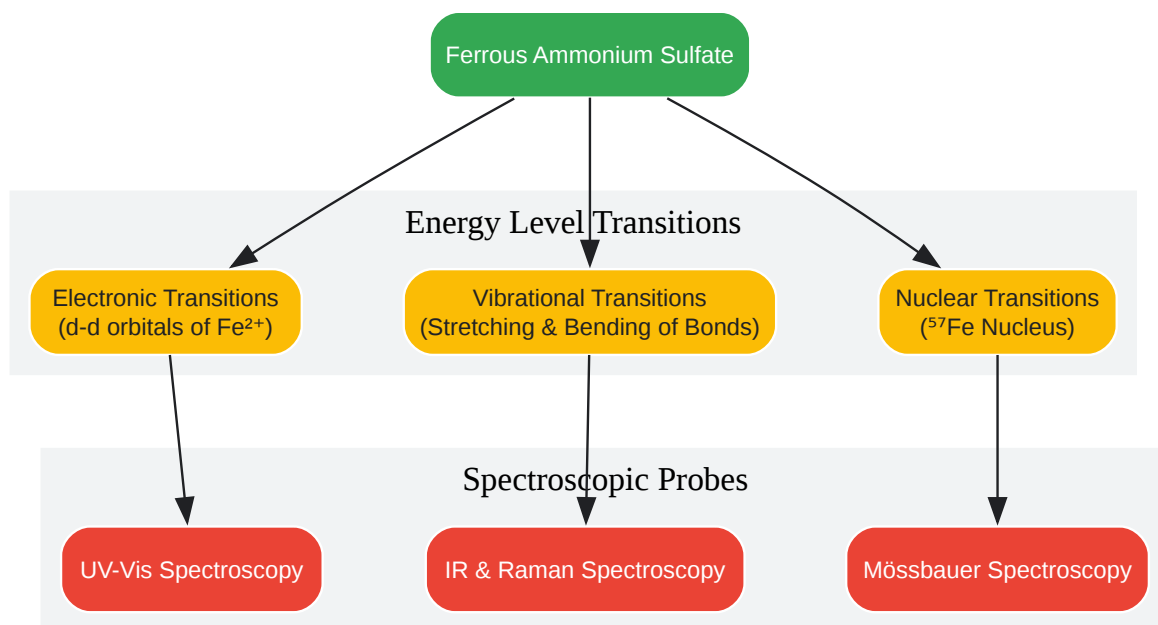 Ferrous Ammonium Sulfate
Energy Level Transitions
Electronic Transitions
(d-d orbitals of Fe²⁺)
Vibrational Transitions
(Stretching & Bending of Bonds)
Nuclear Transitions
(⁵⁷Fe Nucleus)
Spectroscopic Probes
UV-Vis Spectroscopy
IR & Raman Spectroscopy
Mössbauer Spectroscopy